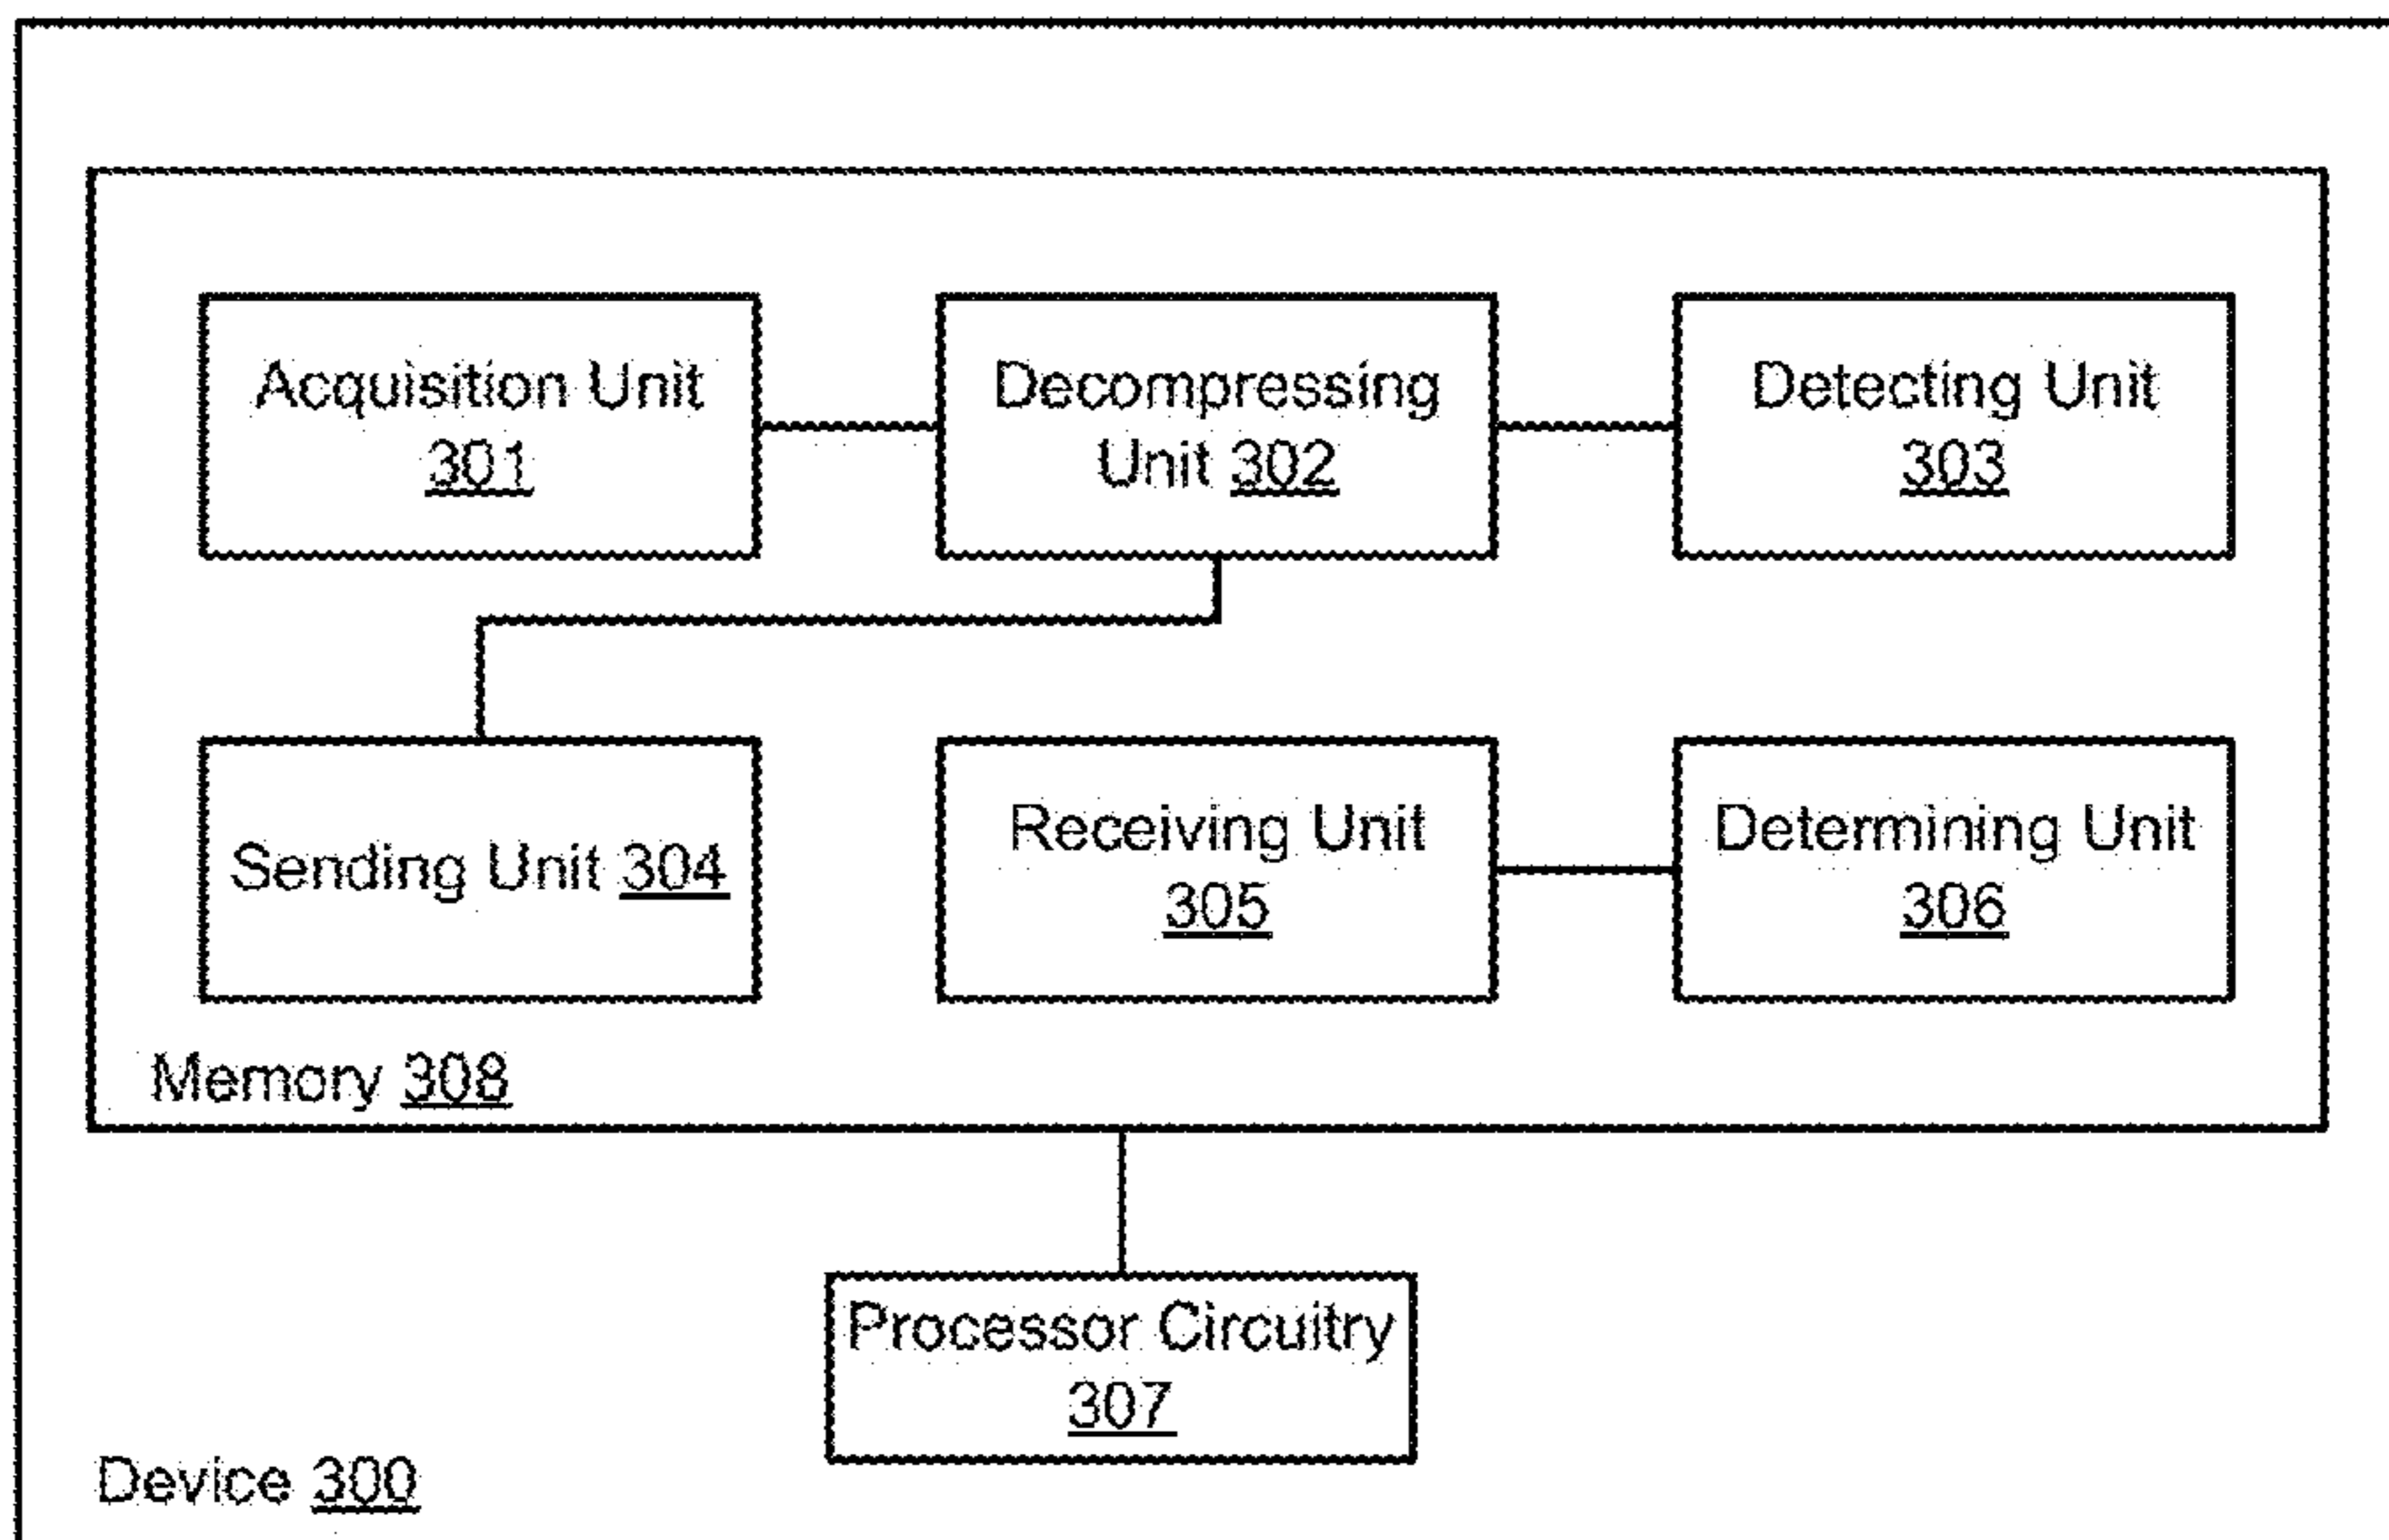 Acquisition Unit
301
Decompressing
Unit 302
Detecting Unit
303
Sending Unit 304
Receiving Unit
305
Determining Unit
306
Memory 308
Processor Circuitry
307
Device 300